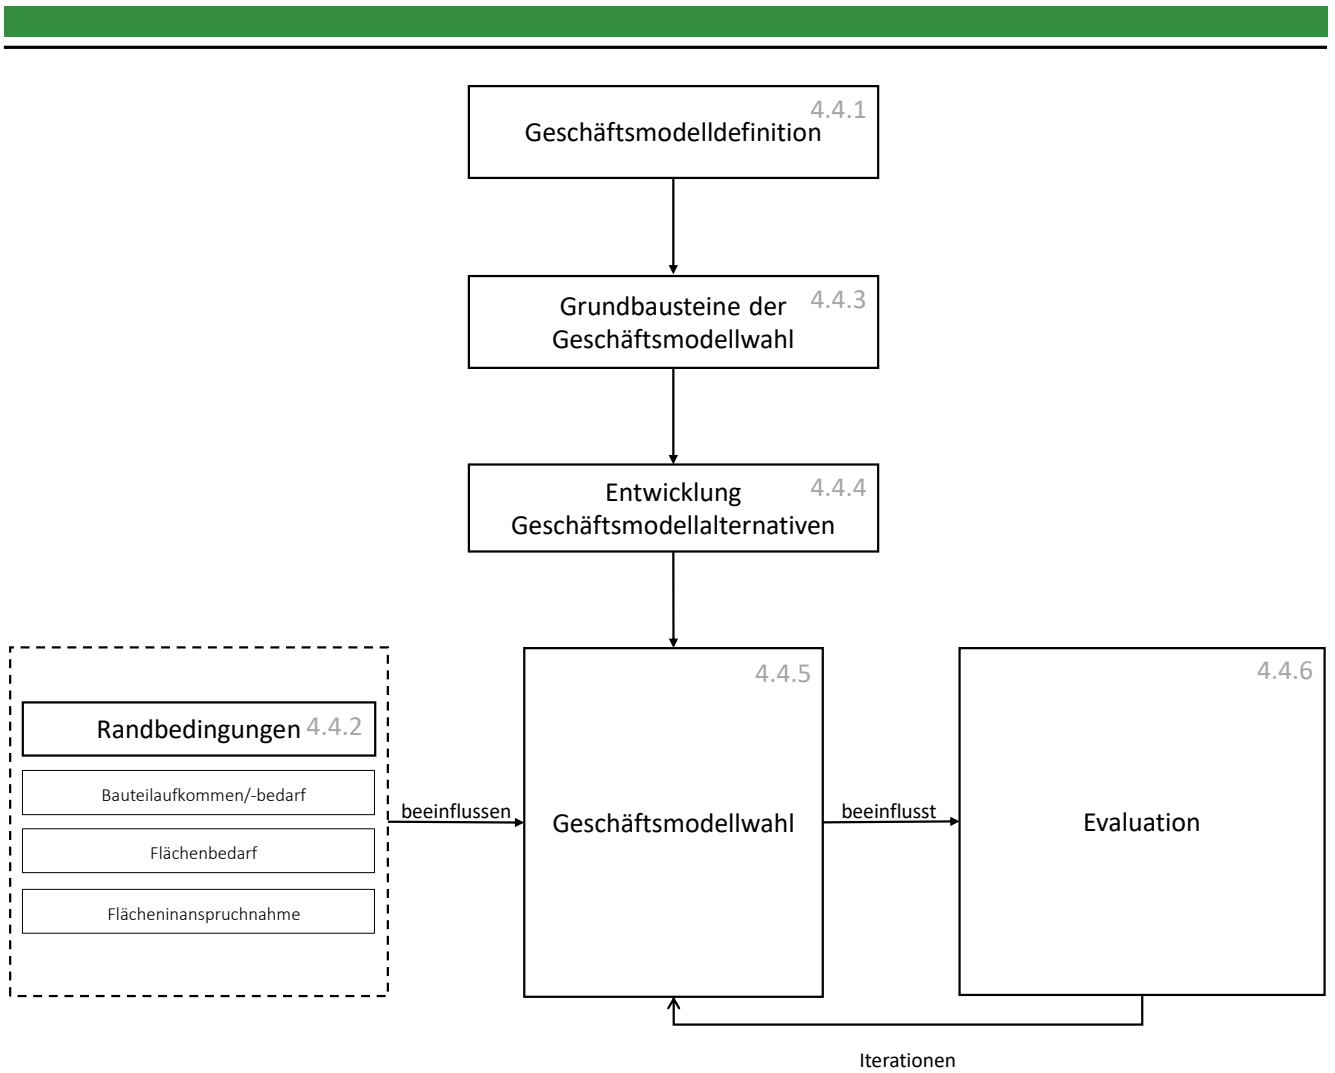 4.4.1
Geschäftsmodelldefinition
4.4.3
Grundbausteine der
Geschäftsmodellwahl
4.4.4
Entwicklung
Geschäftsmodellalternativen
Randbedingungen 4.4.2
Bauteilaufkommen/-bedarf
Flächenbedarf
Flächeninanspruchnahme
beeinflussen
4.4.5
Geschäftsmodellwahl
beeinflusst
4.4.6
Evaluation
Iterationen